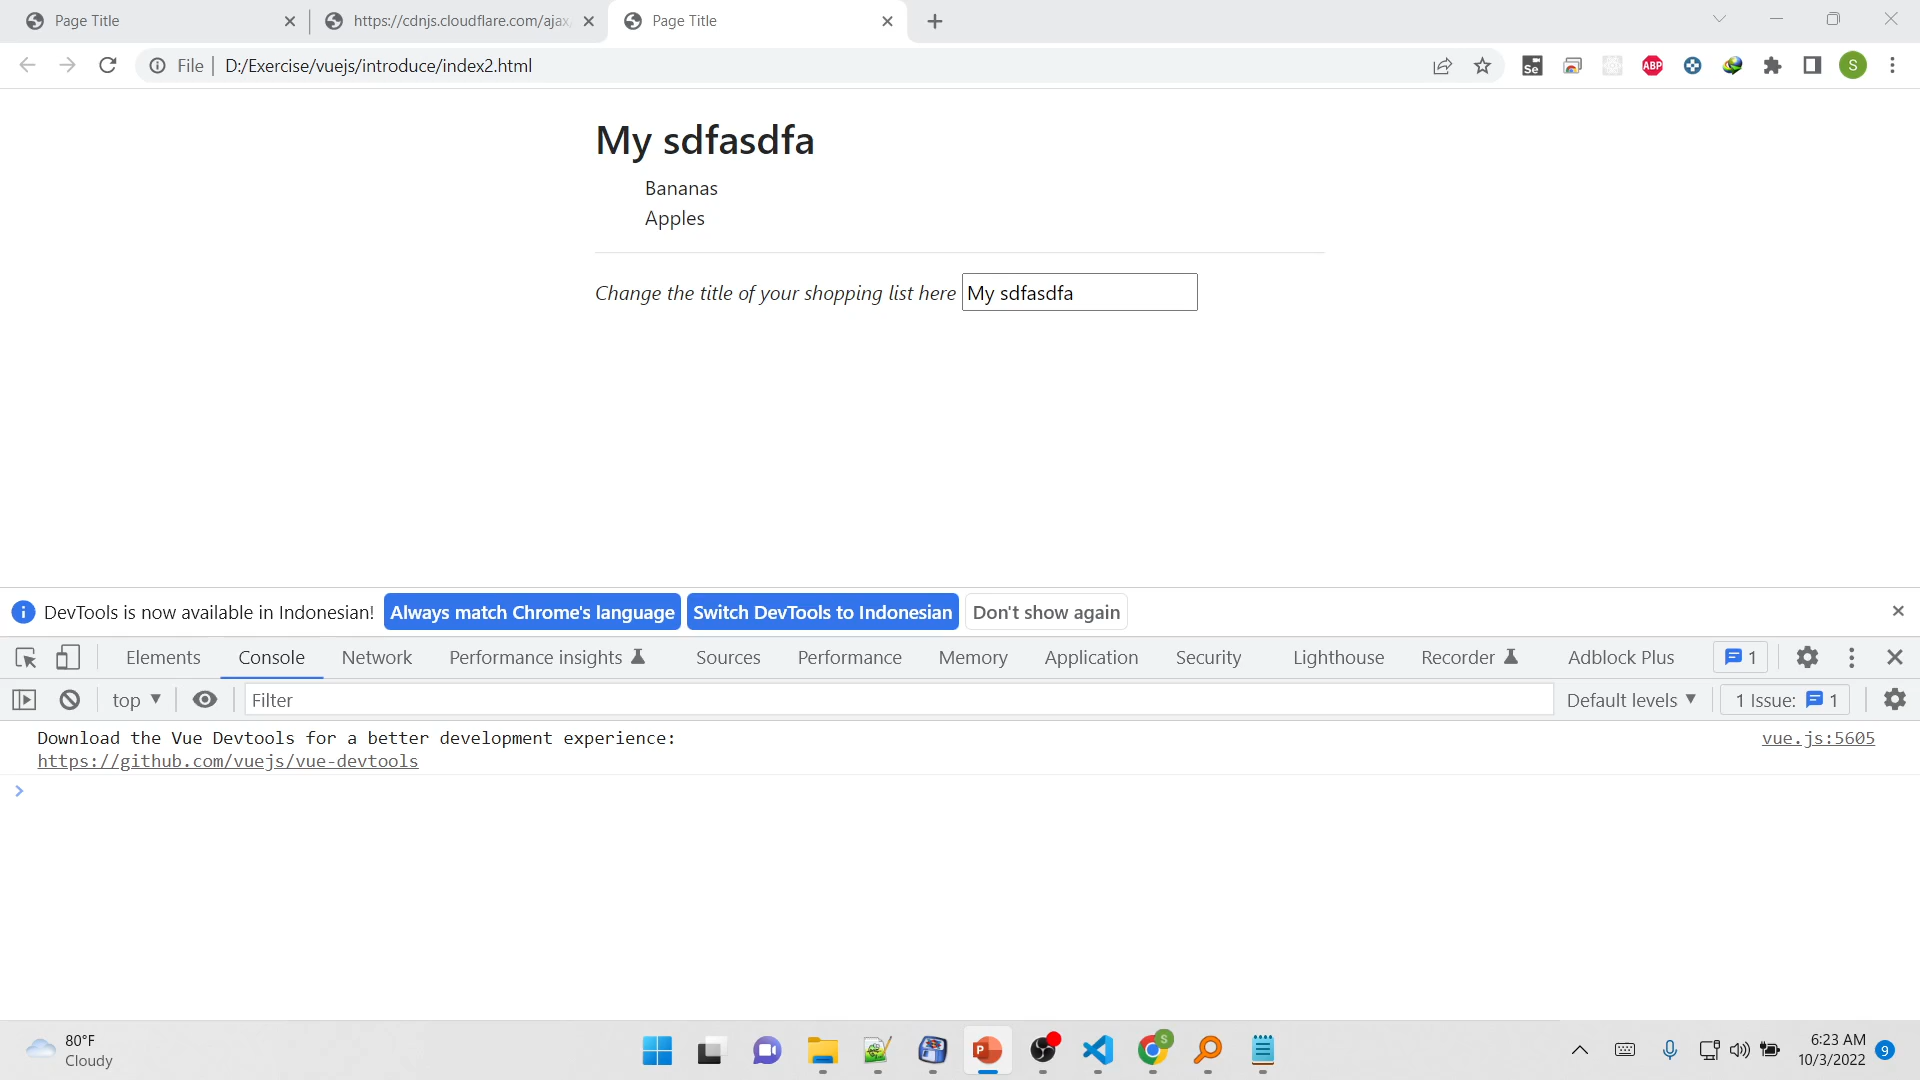 Page Title
https://cdnjs.cloudflare.com/ajax
Page Title
File
D:/Exercise/vuejs/introduce/index2.html
Se
ABP
S
My sdfasdfa
Bananas
Apples
Change the title of your shopping list here My sdfasdfa
DevTools is now available in Indonesian! Always match Chrome's language Switch DevTools to Indonesian Don't show again
Elements Console Network Performance insights Sources Performance Memory Application Security Lighthouse Recorder Adblock Plus 1
top Filter Default levels 1 Issue: 1
Download the Vue Devtools for a better development experience: vue.js:5605
https://github.com/vuejs/vue-devtools
80°F
Cloudy
P
S
6:23 AM
10/3/2022
9